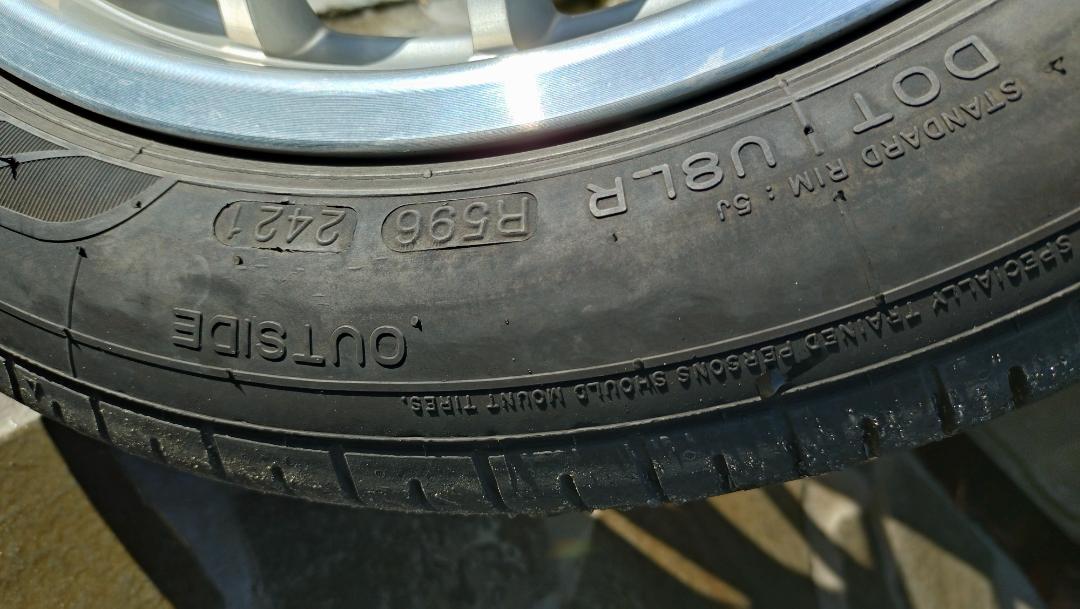 SPECIALLY TRAINED PERSONS SHOULD MOUNT TIRES.
OUTSIDE
STANDARD RIM : 5J
DOT U8LR R596 2421